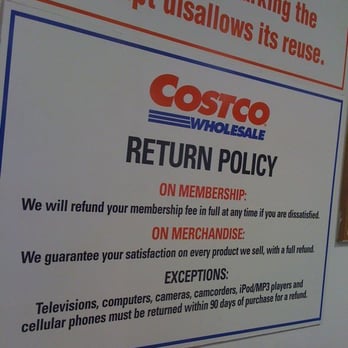 rking the
pt disallows its reuse.
COSTCO
WHOLESALE
RETURN POLICY
ON MEMBERSHIP:
We will refund your membership fee in full at any time if you are dissatisfied.
ON MERCHANDISE:
We guarantee your satisfaction on every product we sell, with a full refund.
EXCEPTIONS:
Televisions, computers, cameras, camcorders, iPod/MP3 players and
cellular phones must be returned within 90 days of purchase for a refund.